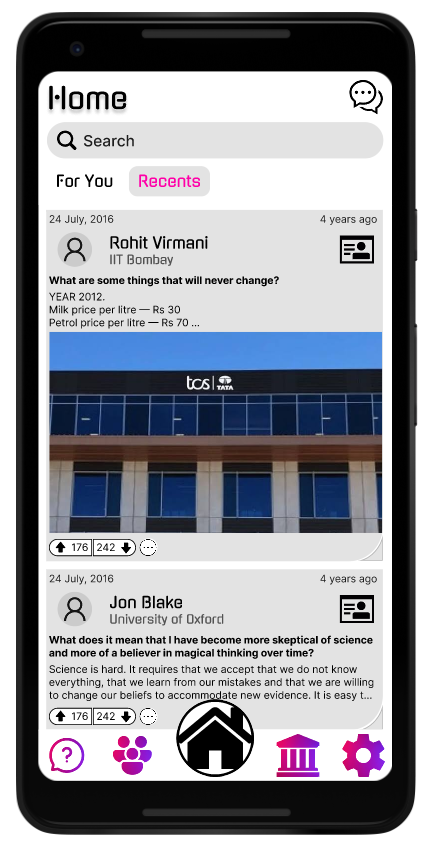 Home
Search
For You Recents
24 July, 2016 4 years ago
Rohit Virmani
IIT Bombay
What are some things that will never change?
YEAR 2012.
Milk price per litre — Rs 30
Petrol price per litre — Rs 70 ...
tcs TATA
176 242
24 July, 2016 4 years ago
Jon Blake
University of Oxford
What does it mean that I have become more skeptical of science
and more of a believer in magical thinking over time?
Science is hard. It requires that we accept that we do not know
everything, that we learn from our mistakes and that we are willing
to change our beliefs to accommodate new evidence. It is easy t...
176 242
?